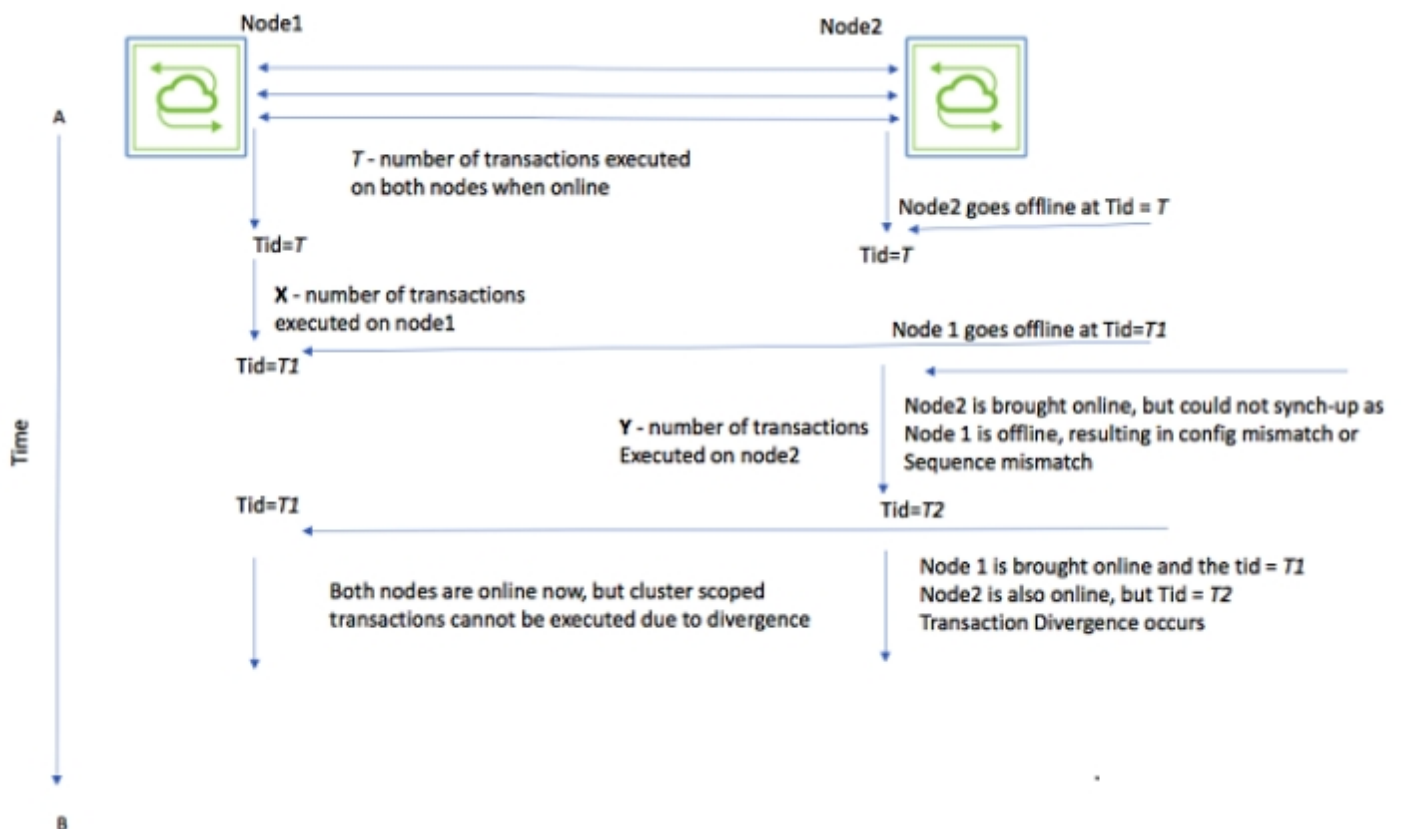 Node1
Node2
A
T - number of transactions executed
on both nodes when online
Node2 goes offline at Tid = T
Tid=T
Tid=T
X - number of transactions
executed on node1
Node 1 goes offline at Tid=T1
Tid=T1
Node2 is brought online, but could not synch-up as
Node 1 is offline, resulting in config mismatch or
Sequence mismatch
Y - number of transactions
Executed on node2
Time
Tid=T1
Tid=T2
Node 1 is brought online and the tid = T1
Node2 is also online, but Tid = T2
Transaction Divergence occurs
Both nodes are online now, but cluster scoped
transactions cannot be executed due to divergence
B